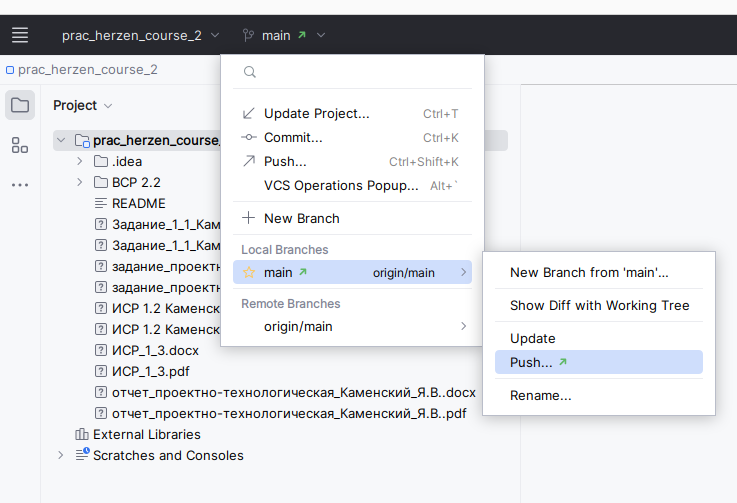 prac_herzen_course_2
main
prac_herzen_course_2
Project
prac_herzen_course_
.idea
ВСР 2.2
README
Задание_1_1_Кам
Задание_1_1_Кам
задание_проектн
задание_проектн
ИСР 1.2 Каменск
ИСР 1.2 Каменск
ИСР_1_3.docx
ИСР_1_3.pdf
отчет_проектно-технологическая_Каменский_Я.В..docx
отчет_проектно-технологическая_Каменский_Я.В..pdf
External Libraries
Scratches and Consoles
Update Project... Ctrl+T
Commit... Ctrl+K
Push... Ctrl+Shift+K
VCS Operations Popup... Alt+`
New Branch
Local Branches
main origin/main
Remote Branches
origin/main
New Branch from 'main'...
Show Diff with Working Tree
Update
Push...
Rename...